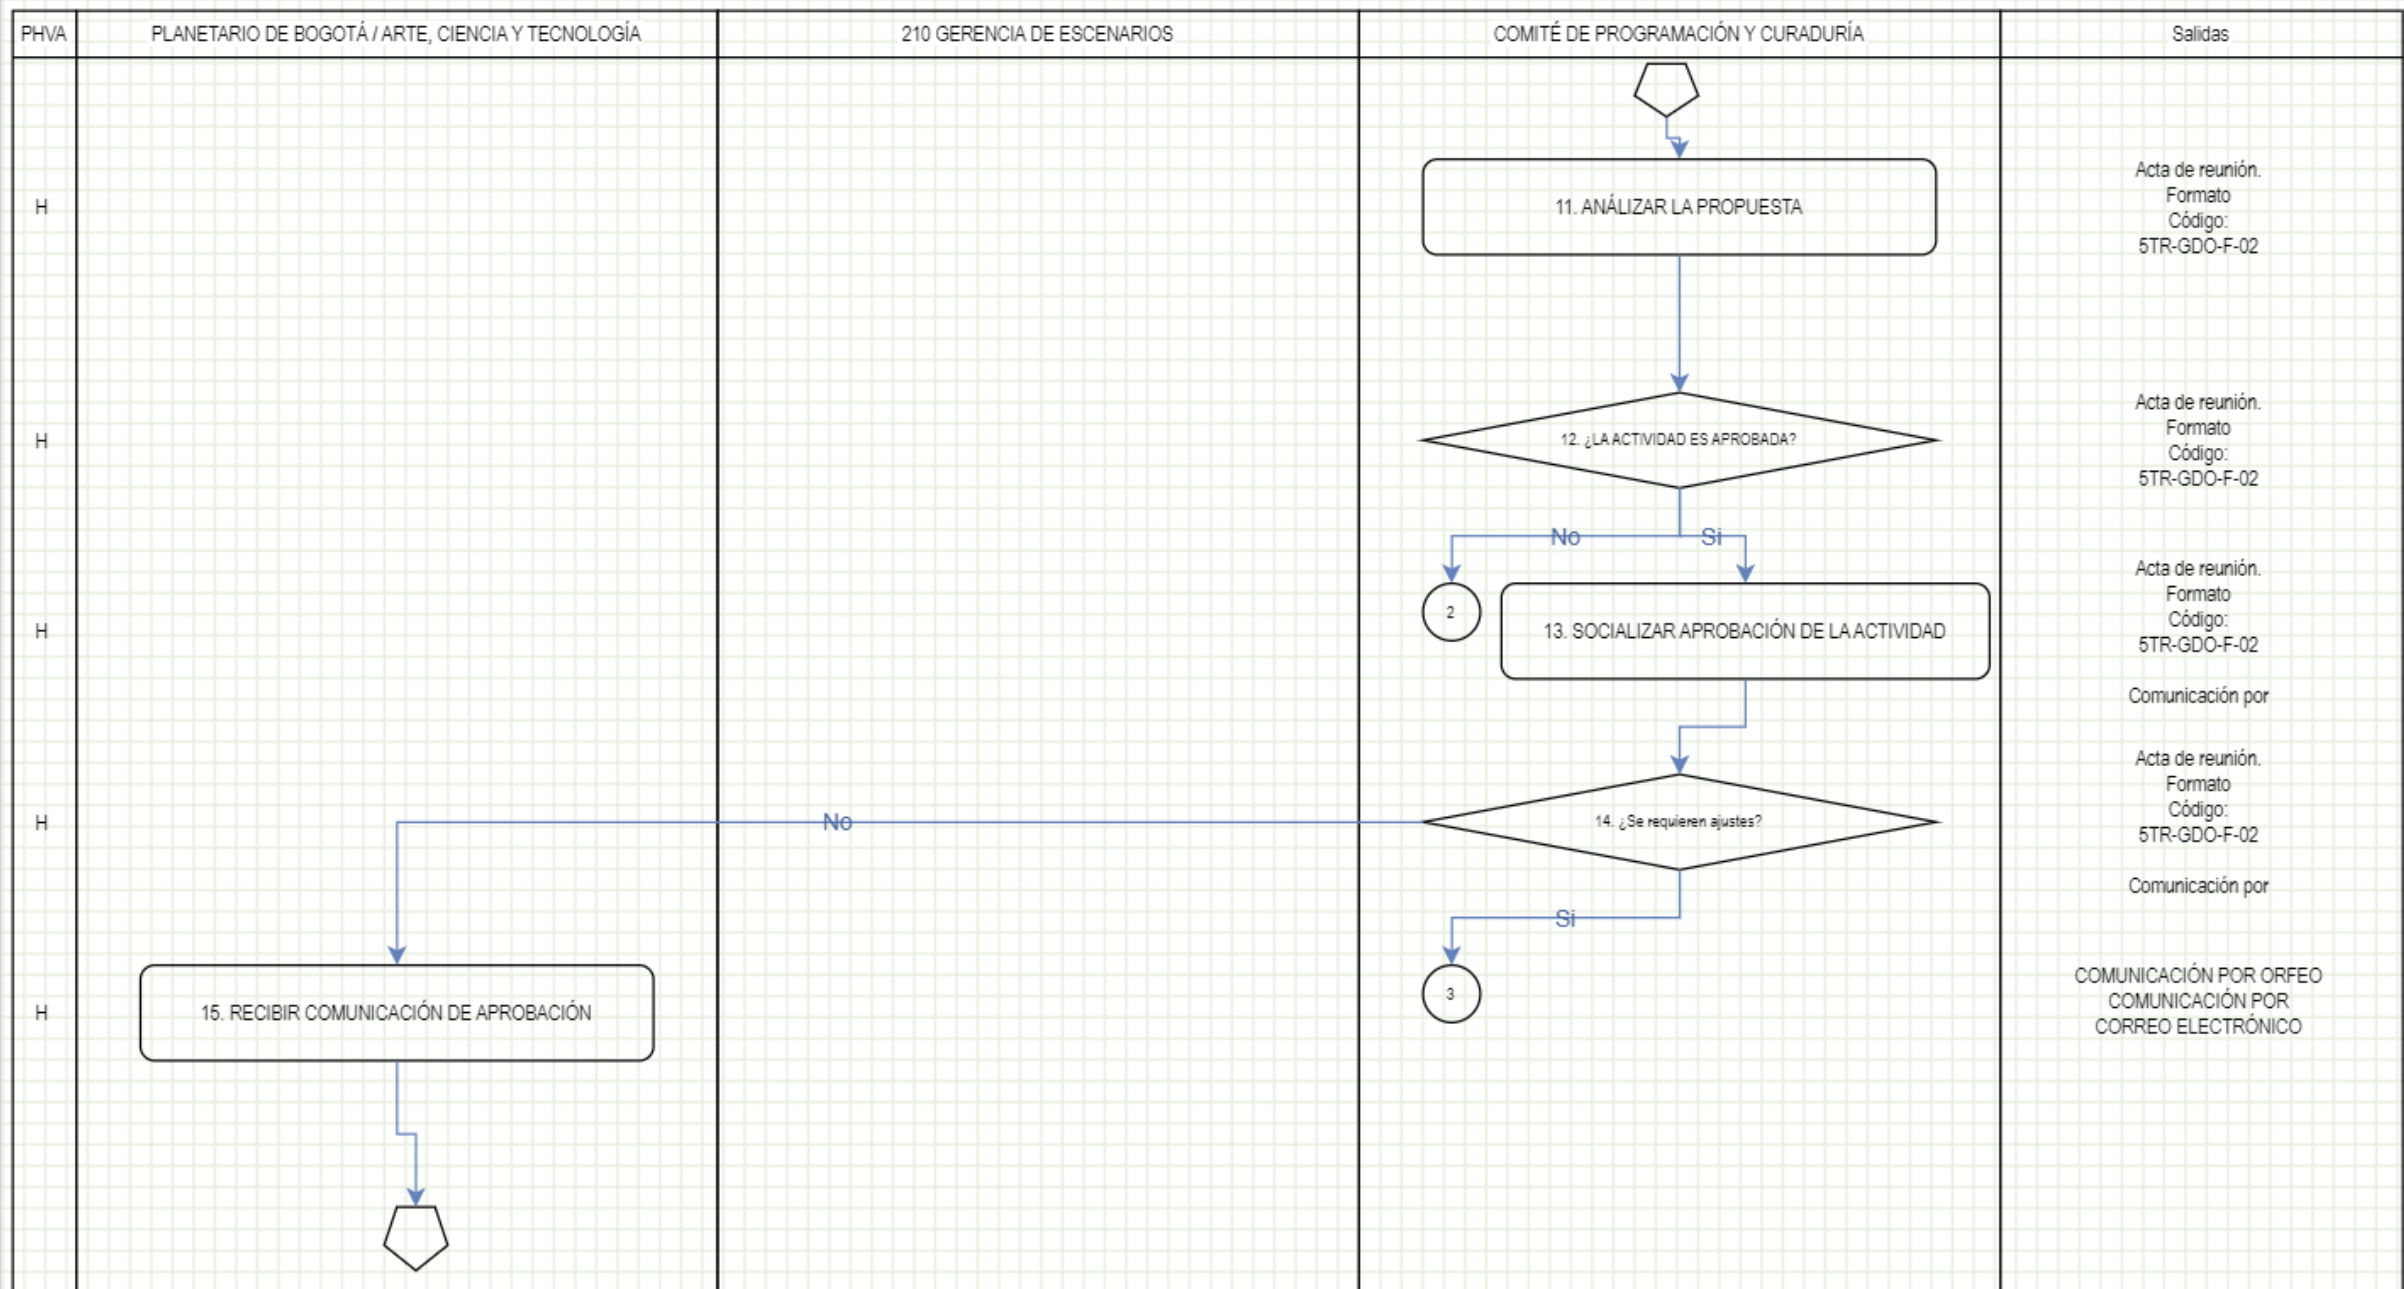 PHVA
PLANETARIO DE BOGOTÁ / ARTE, CIENCIA Y TECNOLOGÍA
210 GERENCIA DE ESCENARIOS
COMITÉ DE PROGRAMACIÓN Y CURADURÍA
Salidas
H
11. ANÁLIZAR LA PROPUESTA
Acta de reunión.
Formato
Código:
5TR-GDO-F-02
H
12. ¿LA ACTIVIDAD ES APROBADA?
Acta de reunión.
Formato
Código:
5TR-GDO-F-02
No
Si
H
2
13. SOCIALIZAR APROBACIÓN DE LA ACTIVIDAD
Acta de reunión.
Formato
Código:
5TR-GDO-F-02
Comunicación por
H
No
14. ¿Se requieren ajustes?
Acta de reunión.
Formato
Código:
5TR-GDO-F-02
Comunicación por
Si
H
15. RECIBIR COMUNICACIÓN DE APROBACIÓN
3
COMUNICACIÓN POR ORFEO
COMUNICACIÓN POR
CORREO ELECTRÓNICO